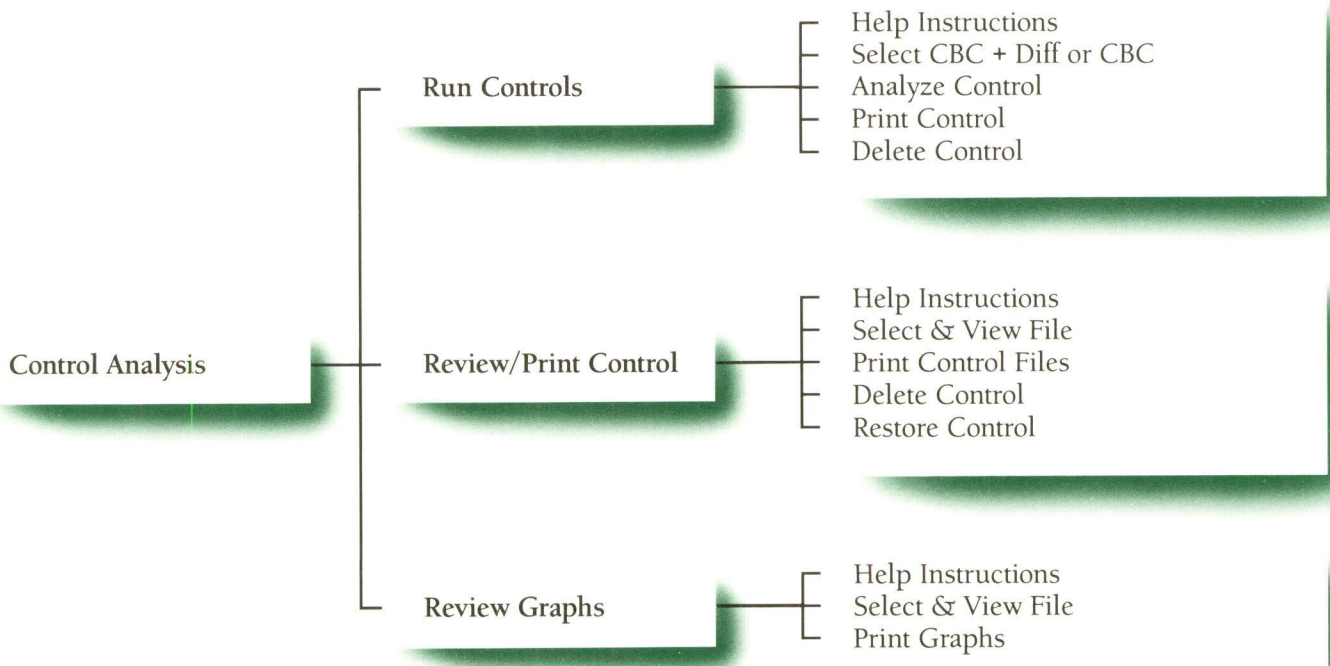 Control Analysis
Run Controls
Help Instructions
Select CBC + Diff or CBC
Analyze Control
Print Control
Delete Control
Review/Print Control
Help Instructions
Select & View File
Print Control Files
Delete Control
Restore Control
Review Graphs
Help Instructions
Select & View File
Print Graphs